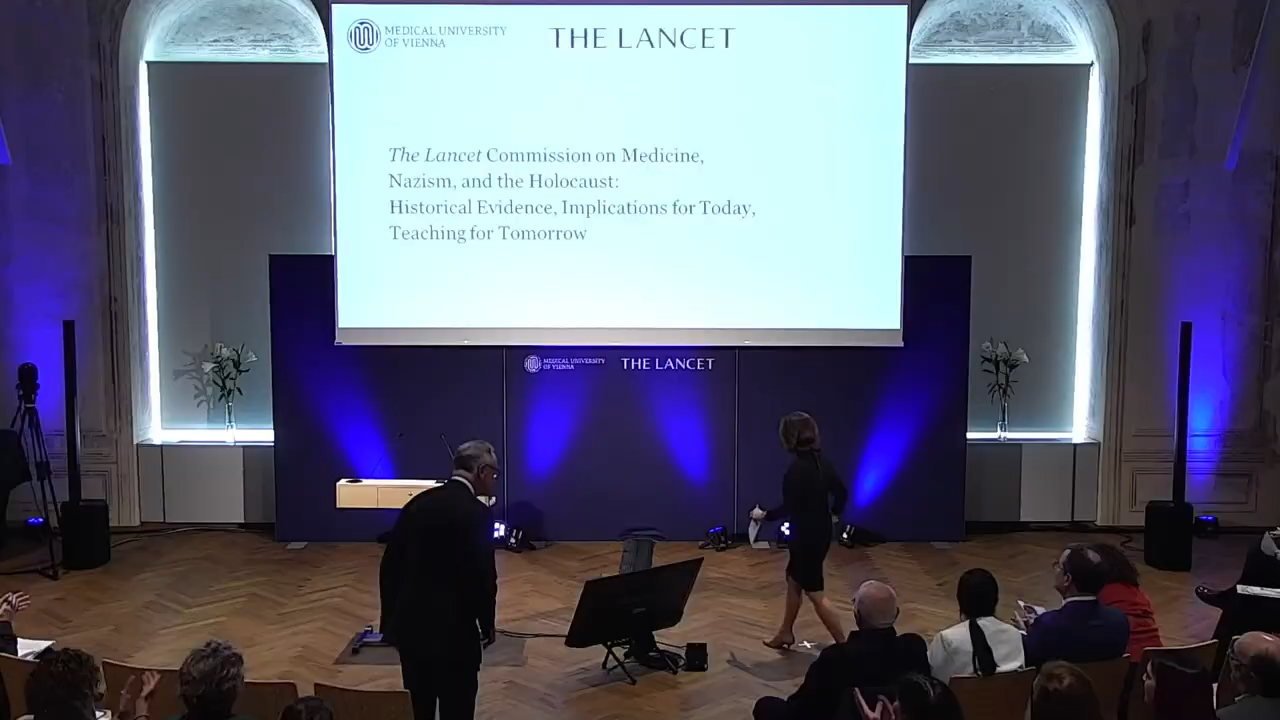 MEDICAL UNIVERSITY
OF VIENNA
THE LANCET
The Lancet Commission on Medicine,
Nazism, and the Holocaust:
Historical Evidence, Implications for Today,
Teaching for Tomorrow
MEDICAL UNIVERSITY
OF VIENNA
THE LANCET